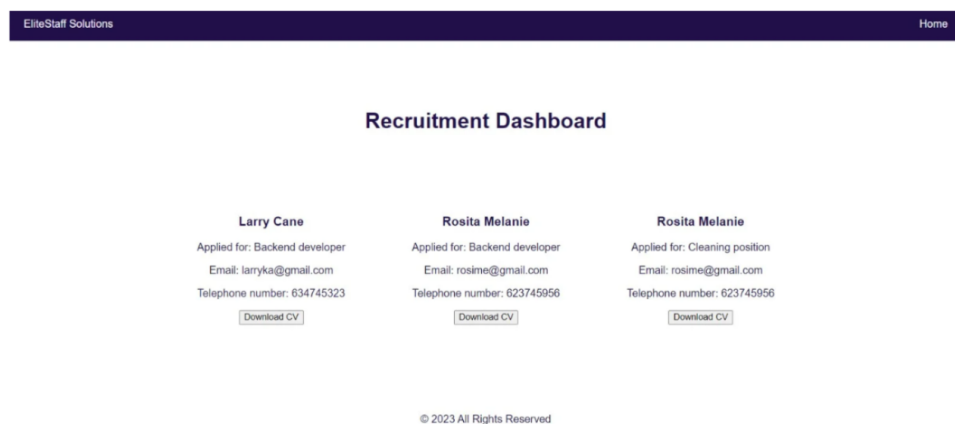 EliteStaff Solutions
Home
Recruitment Dashboard
Larry Cane
Applied for: Backend developer
Email: larryka@gmail.com
Telephone number: 634745323
Download CV
Rosita Melanie
Applied for: Backend developer
Email: rosime@gmail.com
Telephone number: 623745956
Download CV
Rosita Melanie
Applied for: Cleaning position
Email: rosime@gmail.com
Telephone number: 623745956
Download CV
© 2023 All Rights Reserved